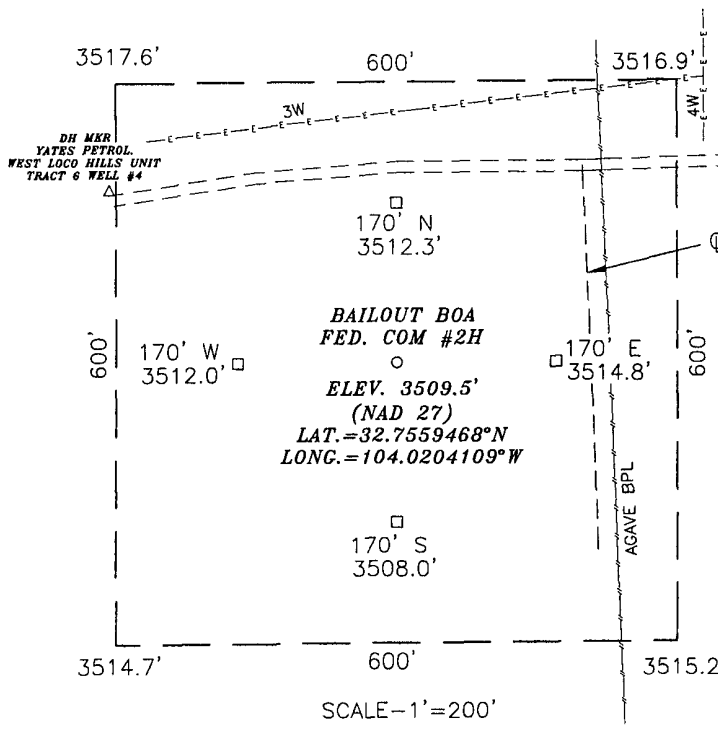 3517.6'
600'
3516.9'
3W
4W
DH MKR
YATES PETROL.
WEST LOCO HILLS UNIT
TRACT 6 WELL #4
170' N
3512.3'
BAILOUT BOA
FED. COM #2H
600'
170' W
3512.0'
170' E
3514.8'
600'
ELEV. 3509.5'
(NAD 27)
LAT.=32.7559468°N
LONG.=104.0204109°W
170' S
3508.0'
AGAVE BPL
3514.7'
600'
3515.2
SCALE-1'=200'